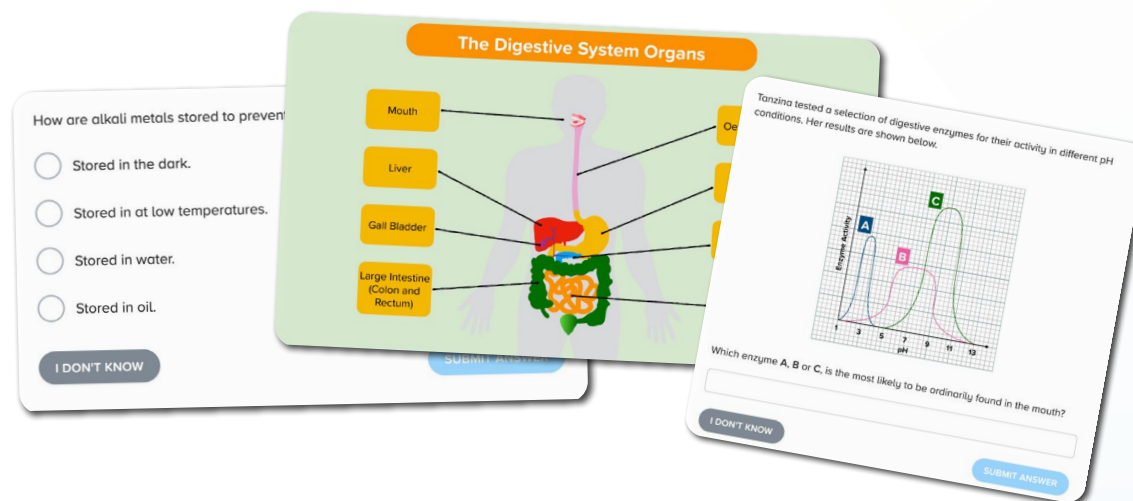 How are alkali metals stored to prevent
Stored in the dark.
Stored in at low temperatures.
Stored in water.
Stored in oil.
I DON'T KNOW
SUBMIT ANSWER
The Digestive System Organs
Mouth
Liver
Gall Bladder
Large Intestine
(Colon and
Rectum)
Oe
Tanzina tested a selection of digestive enzymes for their activity in different pH
conditions. Her results are shown below.
Enzyme Activity
A
B
C
1 3 5 7 9 11 13
pH
Which enzyme A, B or C, is the most likely to be ordinarily found in the mouth?
I DON'T KNOW
SUBMIT ANSWER